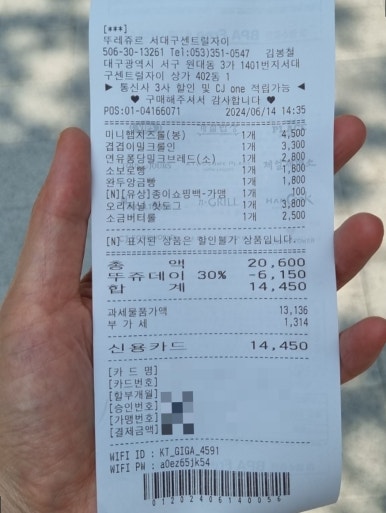 [***]
뚜레쥬르 서대구센트럴자이
506-30-13261 Tel:053)351-0547 김봉철
대구광역시 서구 원대동 3가 1401번지서대
구센트럴자이 상가 402동 1
▶ 통신사 3사 할인 및 CJ one 적립가능 ◀
♥ 구매해주셔서 감사합니다 ♥
POS:01-04166071 2024/06/14 14:35
미니햄치즈롤(봉) 1개 4,500
겹겹이밀크롤인 1개 3,300
연유퐁당밀크브레드(소) 1개 2,800
소보로빵 1개 1,800
완두앙금빵 1개 1,800
[N][유상]종이쇼핑백-가맹 1개 100
오리지널 핫도그 1개 3,800
소금버터롤 1개 2,500
[N] 표시된 상품은 할인불가 상품입니다.
총 액 20,600
뚜쥬데이 30% -6,150
합 계 14,450
과세물품가액 13,136
부 가 세 1,314
신용카드 14,450
[카 드 명]
[카드번호]
[할부개월]
[승인번호]
[가맹번호]
[결제금액]
WIFI ID : KT_GIGA_4591
WIFI PW : a0ez65jk54
0120240614005​6